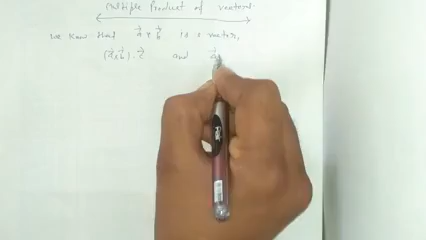 Multiple Product of vectors
We know that a⃗ × b⃗ is a vector,
(a⃗×b⃗).c⃗ and a⃗